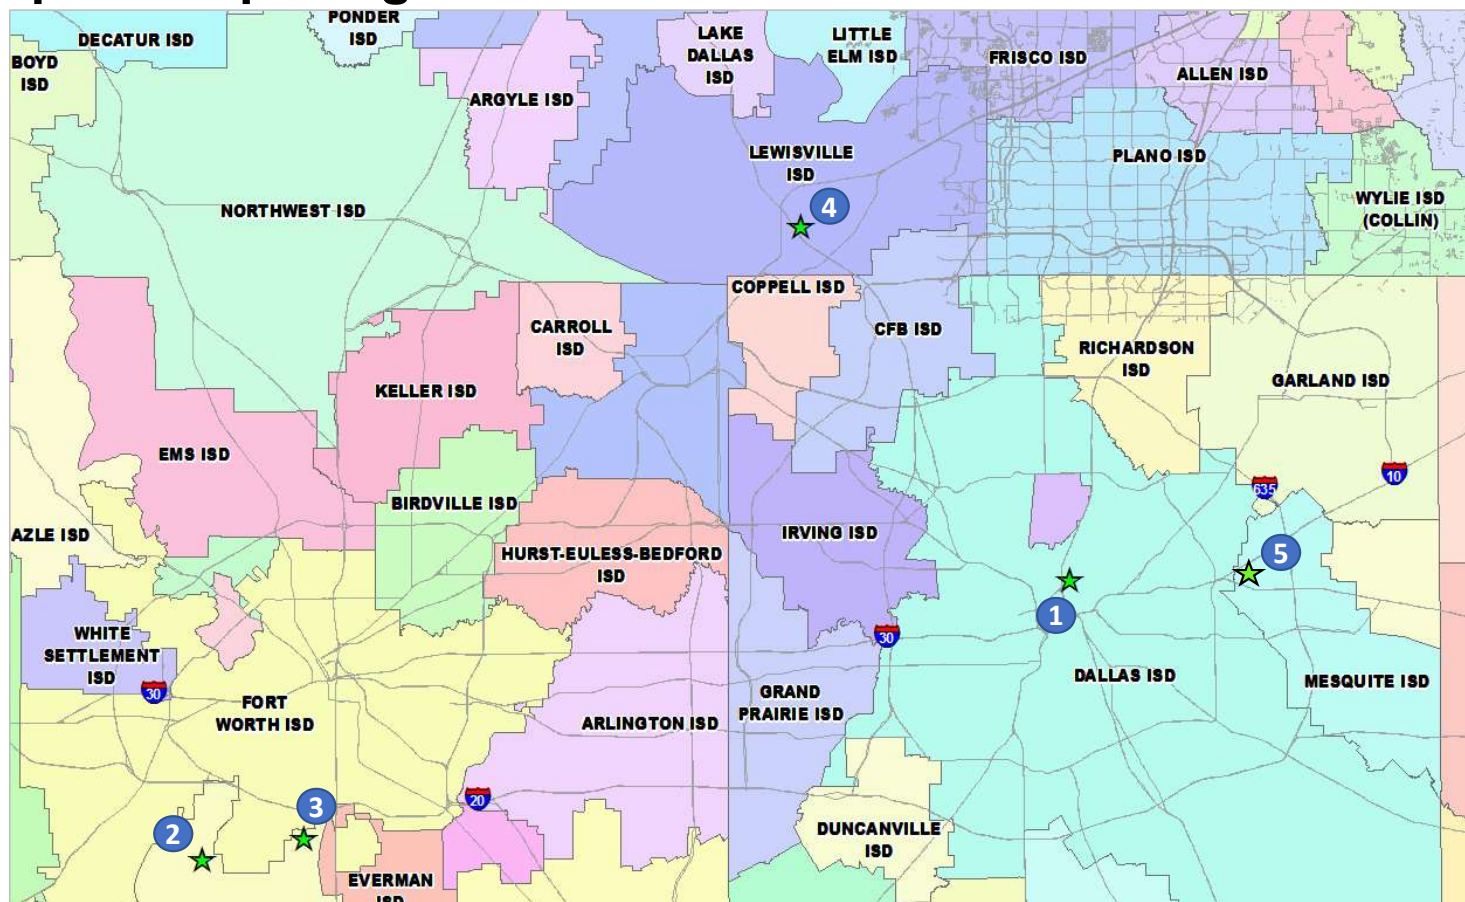 PONDER
ISD
DECATUR ISD
BOYD
ISD
LAKE
DALLAS
ISD
LITTLE
ELM ISD
FRISCO ISD
ALLEN ISD
ARGYLE ISD
LEWISVILLE
ISD
PLANO ISD
WYLIE ISD
(COLLIN)
NORTHWEST ISD
4
COPPELL ISD
CARROLL
ISD
CFB ISD
RICHARDSON
ISD
KELLER ISD
GARLAND ISD
EMS ISD
BIRDVILLE ISD
635
10
AZLE ISD
HURST-EULESS-BEDFORD
ISD
IRVING ISD
5
1
30
WHITE
SETTLEMENT
ISD
30
FORT
WORTH ISD
ARLINGTON ISD
GRAND
PRAIRIE ISD
DALLAS ISD
MESQUITE ISD
20
3
2
DUNCANVILLE
ISD
EVERMAN
ISD